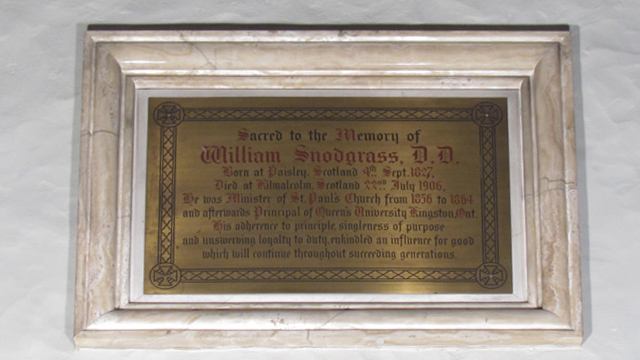 Sacred to the Memory of
William Snodgrass, D.D.
Born at Paisley, Scotland 4th Sept. 1827,
Died at Kilmalcolm, Scotland 22nd July 1906,
He was Minister of St. Paul's Church from 1856 to 1864
and afterwards Principal of Queen's University Kingston, Ont.
His adherence to principle, singleness of purpose
and unswerving loyalty to duty, enkindled an influence for good
which will continue throughout succeeding generations.